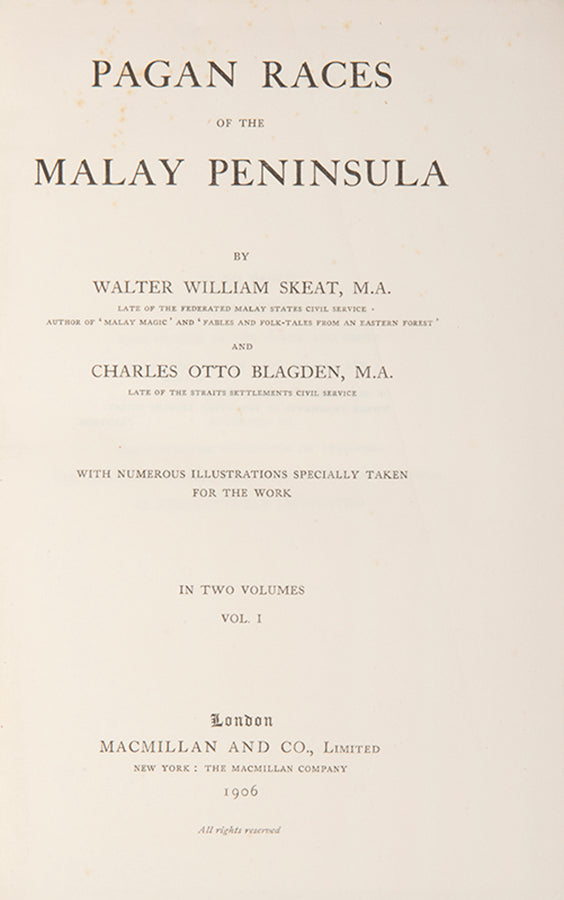 PAGAN RACES
OF THE
MALAY PENINSULA
BY
WALTER WILLIAM SKEAT, M.A.
LATE OF THE FEDERATED MALAY STATES CIVIL SERVICE ·
AUTHOR OF 'MALAY MAGIC' AND 'FABLES AND FOLK-TALES FROM AN EASTERN FOREST'
AND
CHARLES OTTO BLAGDEN, M.A.
LATE OF THE STRAITS SETTLEMENTS CIVIL SERVICE
WITH NUMEROUS ILLUSTRATIONS SPECIALLY TAKEN
FOR THE WORK
IN TWO VOLUMES
VOL. I
London
MACMILLAN AND CO., LIMITED
NEW YORK: THE MACMILLAN COMPANY
1906
All rights reserved